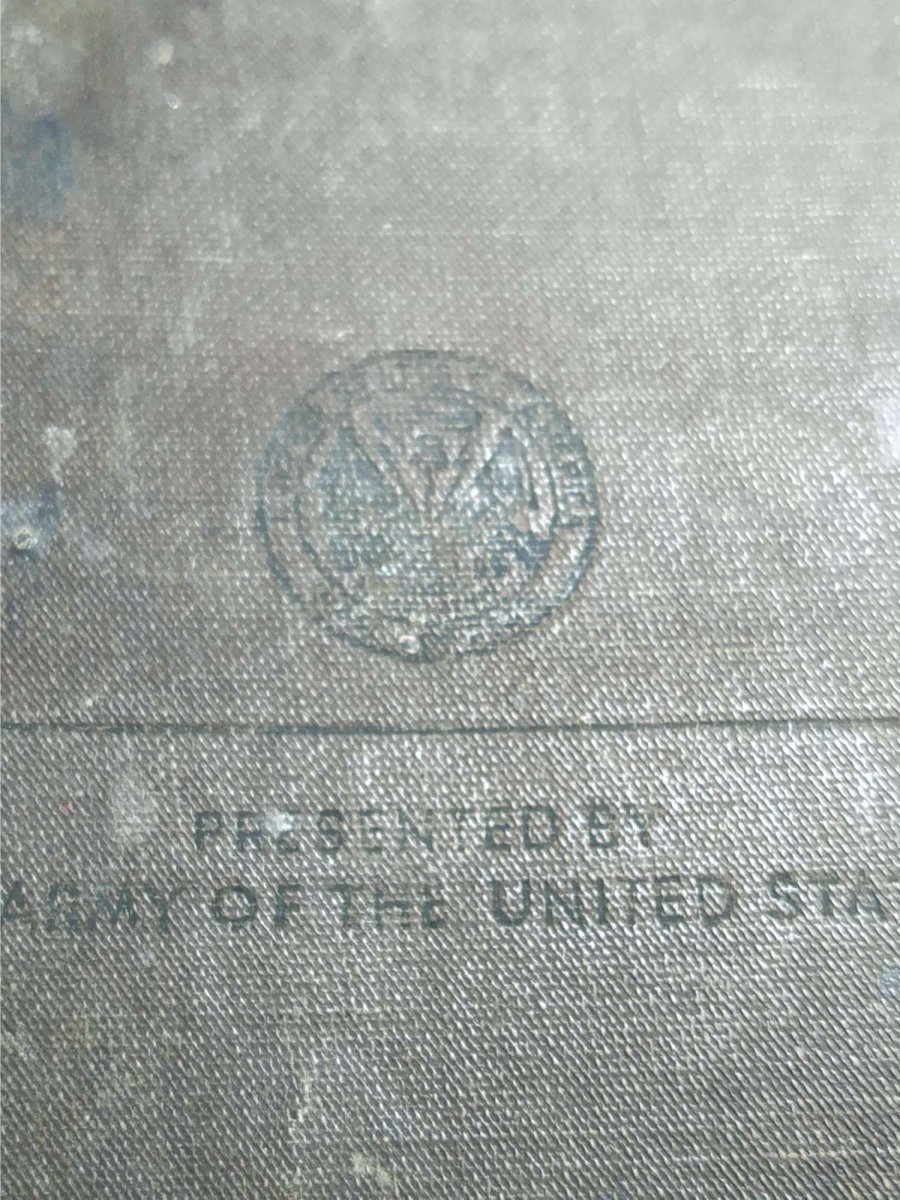 PRESENTED BY
ARMY OF THE UNITED STA